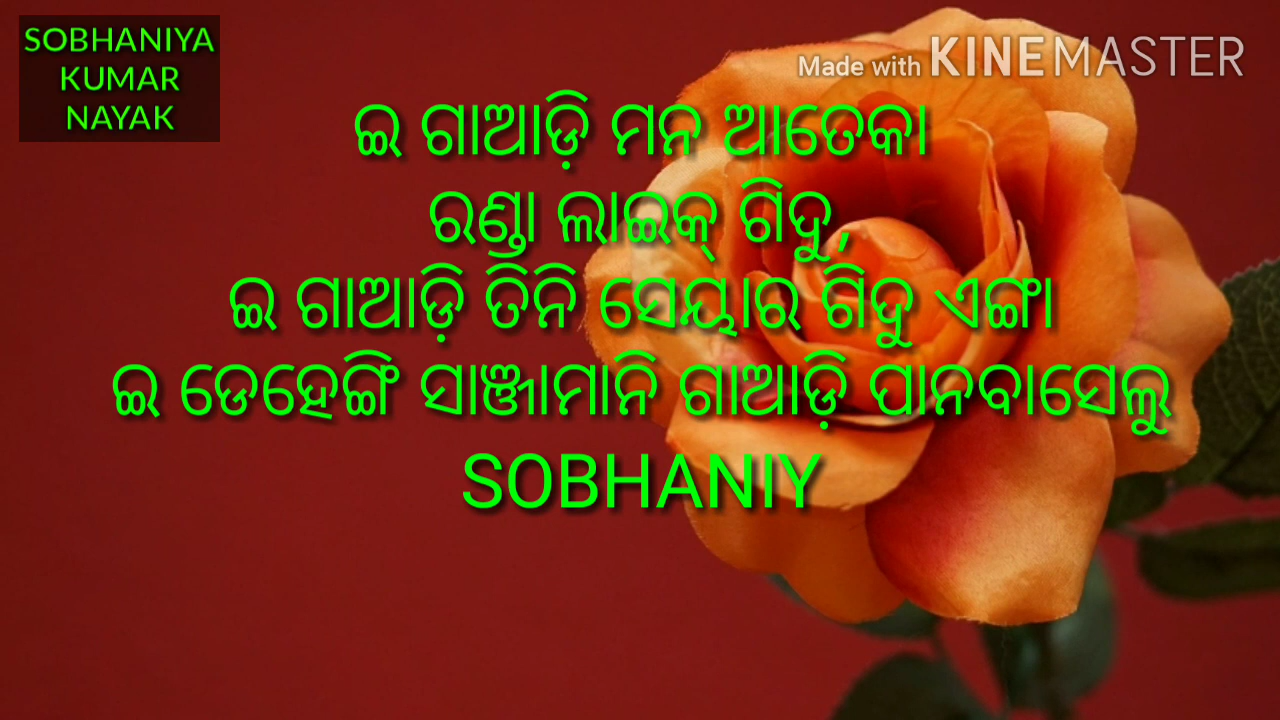 SOBHANIYA
KUMAR
NAYAK
Made with KINEMASTER
ଇ ଗାଆଡ଼ି ମନ ଆତେକା
ରଣ୍ଡା ଲାଇକ୍ ଗିଦୁ,
ଇ ଗାଆଡ଼ି ତିନି ସେୟାର ଗିଦୁ ଏଙ୍ଗା
ଇ ଡେହେଙ୍ଗି ସାଞ୍ଜାମାନି ଗାଆଡ଼ି ପାନବାସେଲୁ
SOBHANIY